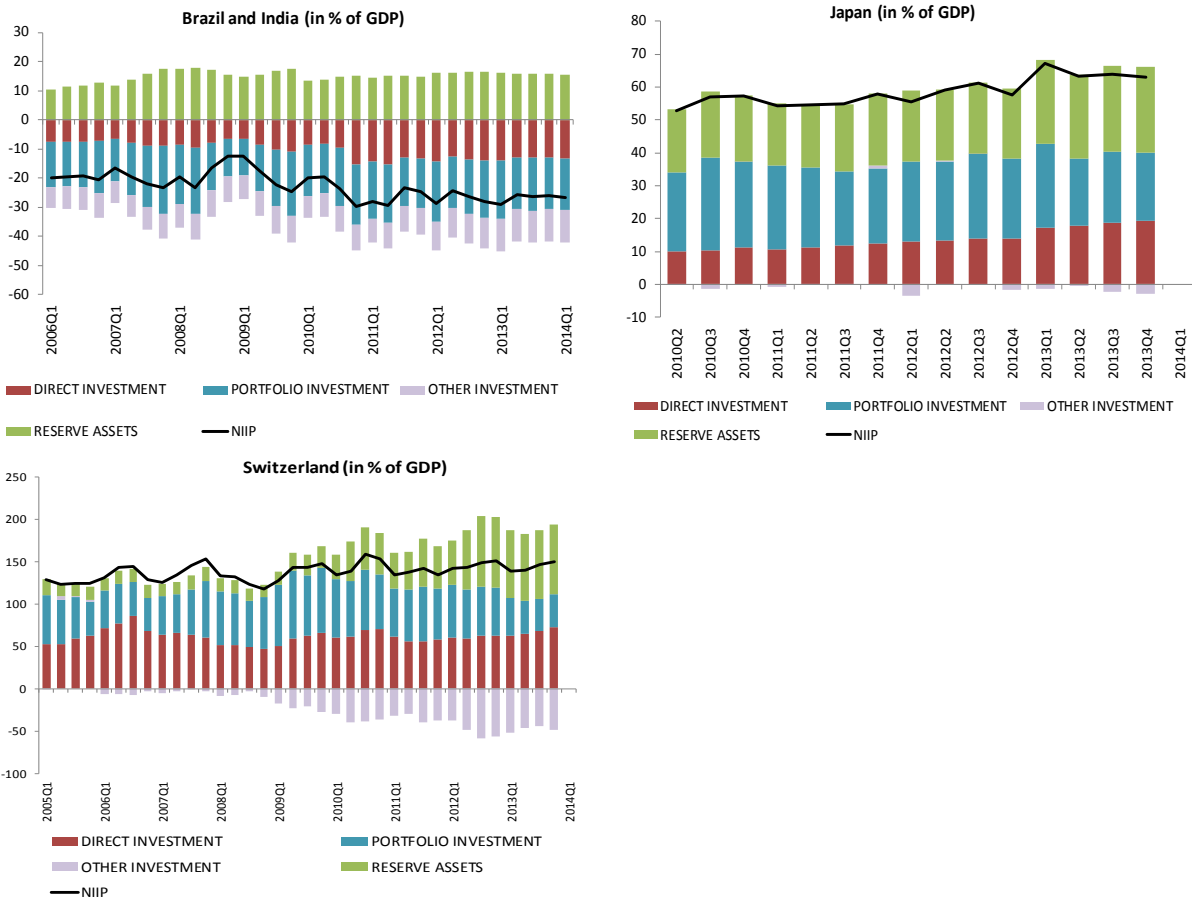 Brazil and India (in % of GDP)
30
20
10
0
-10
-20
-30
-40
-50
-60
2006Q1
2007Q1
2008Q1
2009Q1
2010Q1
2011Q1
2012Q1
2013Q1
2014Q1
DIRECT INVESTMENT PORTFOLIO INVESTMENT OTHER INVESTMENT
RESERVE ASSETS NIIP
Japan (in % of GDP)
80
70
60
50
40
30
20
10
0
-10
2010Q2
2010Q3
2010Q4
2011Q1
2011Q2
2011Q3
2011Q4
2012Q1
2012Q2
2012Q3
2012Q4
2013Q1
2013Q2
2013Q3
2013Q4
2014Q1
DIRECT INVESTMENT PORTFOLIO INVESTMENT OTHER INVESTMENT
RESERVE ASSETS NIIP
Switzerland (in % of GDP)
250
200
150
100
50
0
-50
-100
2005Q1
2006Q1
2007Q1
2008Q1
2009Q1
2010Q1
2011Q1
2012Q1
2013Q1
2014Q1
DIRECT INVESTMENT PORTFOLIO INVESTMENT
OTHER INVESTMENT RESERVE ASSETS
NIIP